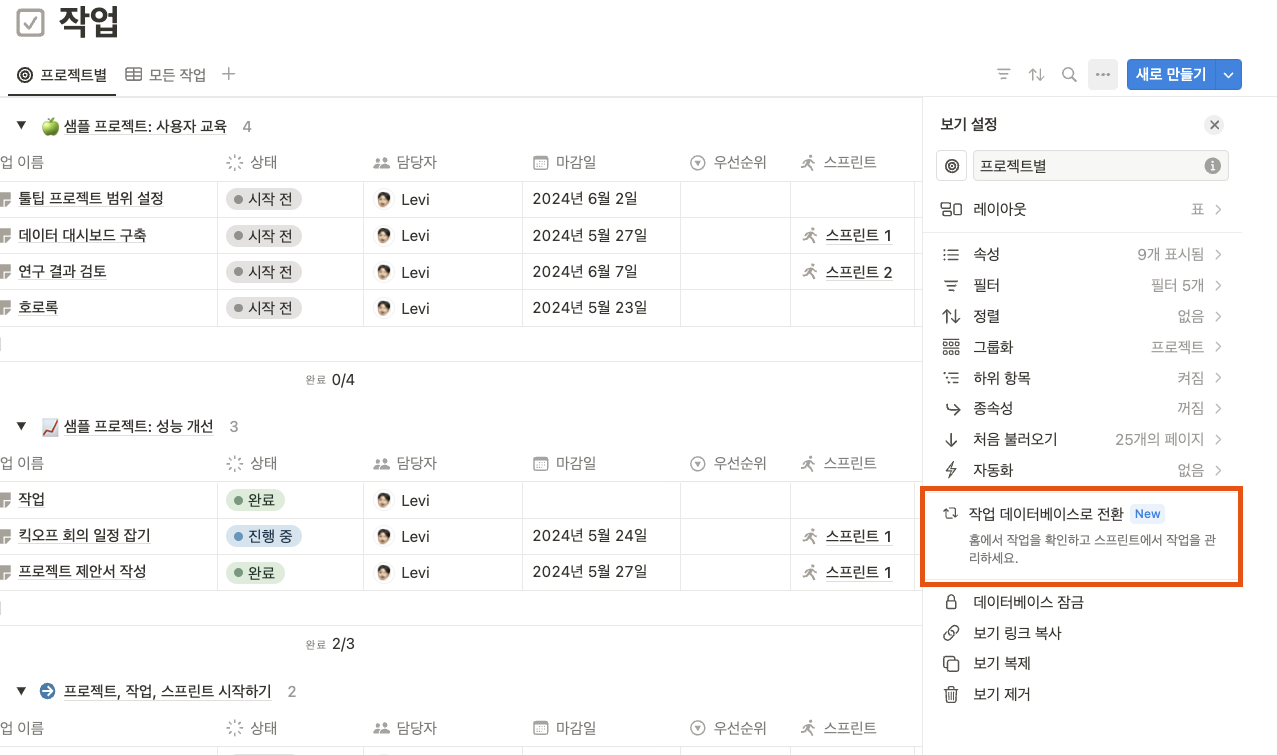 작업
프로젝트별 모든 작업
새로 만들기
샘플 프로젝트: 사용자 교육 4
업 이름 상태 담당자 마감일 우선순위 스프린트
툴팁 프로젝트 범위 설정 시작 전 Levi 2024년 6월 2일
데이터 대시보드 구축 시작 전 Levi 2024년 5월 27일 스프린트 1
연구 결과 검토 시작 전 Levi 2024년 6월 7일 스프린트 2
호로록 시작 전 Levi 2024년 5월 23일
완료 0/4
샘플 프로젝트: 성능 개선 3
업 이름 상태 담당자 마감일 우선순위 스프린트
작업 완료 Levi
킥오프 회의 일정 잡기 진행 중 Levi 2024년 5월 24일 스프린트 1
프로젝트 제안서 작성 완료 Levi 2024년 5월 27일 스프린트 1
완료 2/3
프로젝트, 작업, 스프린트 시작하기 2
업 이름 상태 담당자 마감일 우선순위 스프린트
보기 설정
프로젝트별
레이아웃 표
속성 9개 표시됨
필터 필터 5개
정렬 없음
그룹화 프로젝트
하위 항목 켜짐
종속성 꺼짐
처음 불러오기 25개의 페이지
자동화 없음
작업 데이터베이스로 전환 New
홈에서 작업을 확인하고 스프린트에서 작업을 관
리하세요.
데이터베이스 잠금
보기 링크 복사
보기 복제
보기 제거